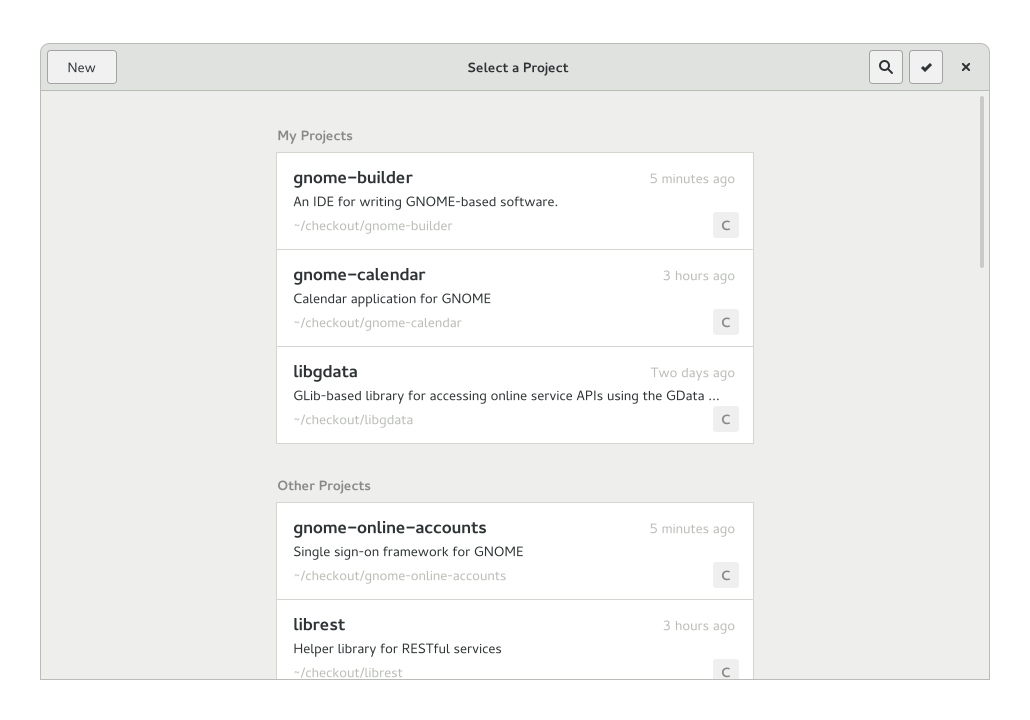 New
Select a Project
My Projects
gnome-builder
5 minutes ago
An IDE for writing GNOME-based software.
~/checkout/gnome-builder
C
gnome-calendar
3 hours ago
Calendar application for GNOME
~/checkout/gnome-calendar
C
libgdata
Two days ago
GLib-based library for accessing online service APIs using the GData ...
~/checkout/libgdata
C
Other Projects
gnome-online-accounts
5 minutes ago
Single sign-on framework for GNOME
~/checkout/gnome-online-accounts
C
librest
3 hours ago
Helper library for RESTful services
~/checkout/librest
C